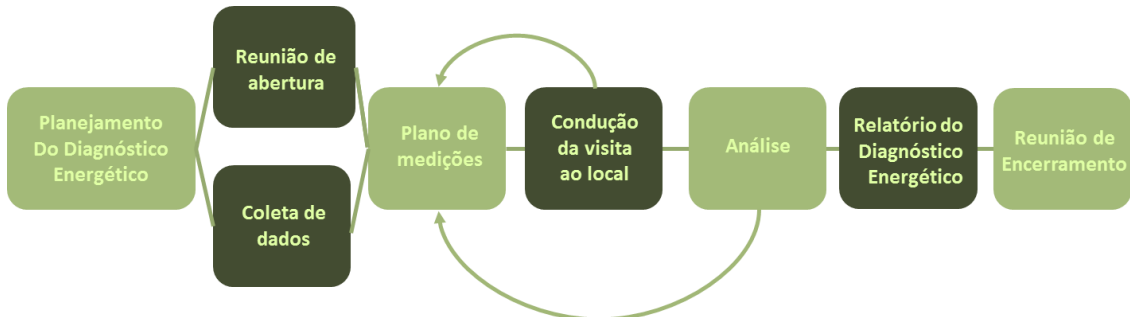 Planejamento
Do Diagnóstico
Energético
Reunião de
abertura
Coleta de
dados
Plano de
medições
Condução
da visita
ao local
Análise
Relatório do
Diagnóstico
Energético
Reunião de
Encerramento